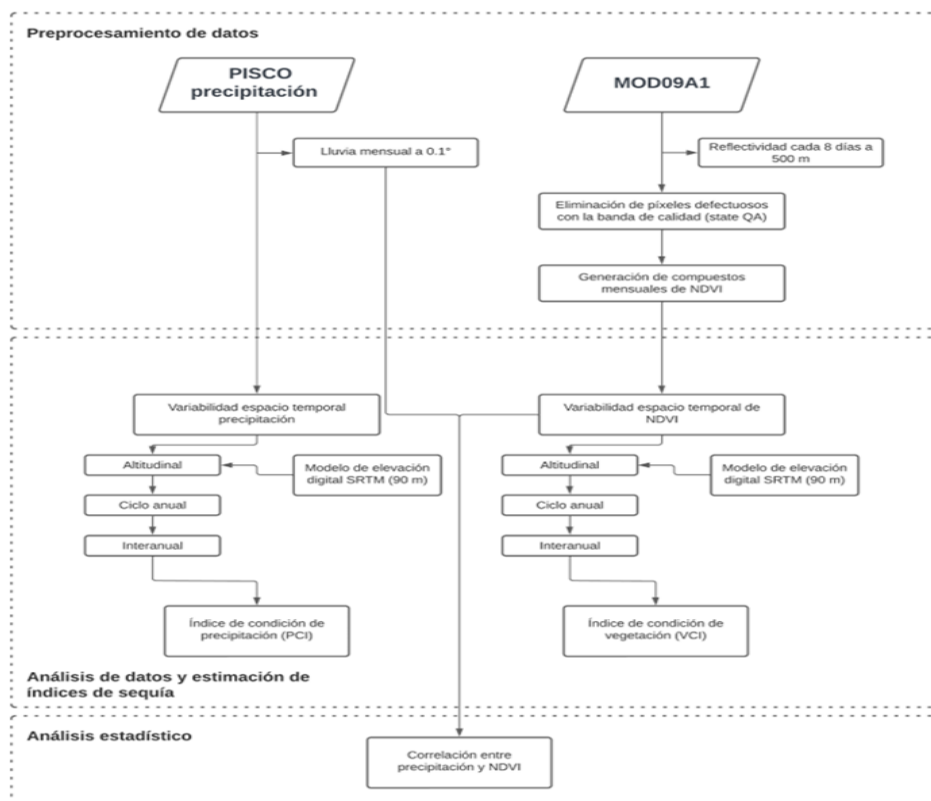 Preprocesamiento de datos
PISCO
precipitación
MOD09A1
Lluvia mensual a 0.1°
Reflectividad cada 8 días a
500 m
Eliminación de píxeles defectuosos
con la banda de calidad (state QA)
Generación de compuestos
mensuales de NDVI
Variabilidad espacio temporal
precipitación
Variabilidad espacio temporal de
NDVI
Altitudinal
Modelo de elevación
digital SRTM (90 m)
Altitudinal
Modelo de elevación
digital SRTM (90 m)
Ciclo anual
Ciclo anual
Interanual
Interanual
Índice de condición de
precipitación (PCI)
Índice de condición de
vegetación (VCI)
Análisis de datos y estimación de
índices de sequía
Análisis estadístico
Correlación entre
precipitación y NDVI